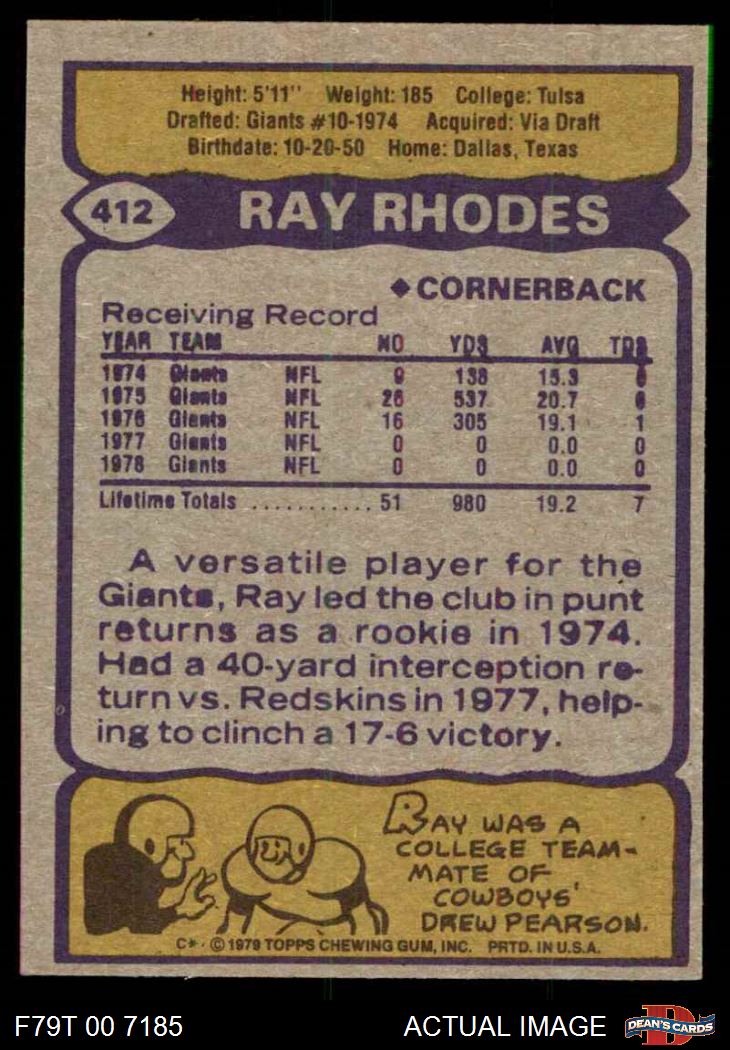 Height: 5'11" Weight: 185 College: Tulsa
Drafted: Giants #10-1974 Acquired: Via Draft
Birthdate: 10-20-50 Home: Dallas, Texas
412 RAY RHODES
◆CORNERBACK
Receiving Record
YEAR TEAM NO YDS AVG TDS
1974 Giants NFL 9 138 15.3 0
1975 Giants NFL 26 537 20.7 6
1976 Giants NFL 16 305 19.1 1
1977 Giants NFL 0 0 0.0 0
1978 Giants NFL 0 0 0.0 0
Lifetime Totals ............ 51 980 19.2 7
A versatile player for the
Giants, Ray led the club in punt
returns as a rookie in 1974.
Had a 40-yard interception re-
turn vs. Redskins in 1977, help-
ing to clinch a 17-6 victory.
RAY WAS A
COLLEGE TEAM-
MATE OF
COWBOYS'
DREW PEARSON.
C* · © 1979 TOPPS CHEWING GUM, INC. PRTD. IN U.S.A.
F79T 00 7185 ACTUAL IMAGE D DEAN'S CARDS